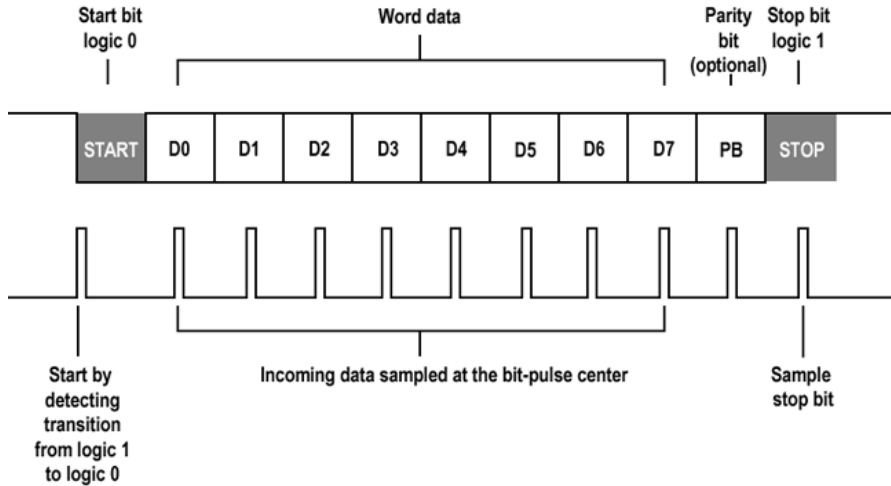 Start bit
logic 0
Word data
Parity
bit
(optional)
Stop bit
logic 1
START D0 D1 D2 D3 D4 D5 D6 D7 PB STOP
Start by
detecting
transition
from logic 1
to logic 0
Incoming data sampled at the bit-pulse center
Sample
stop bit